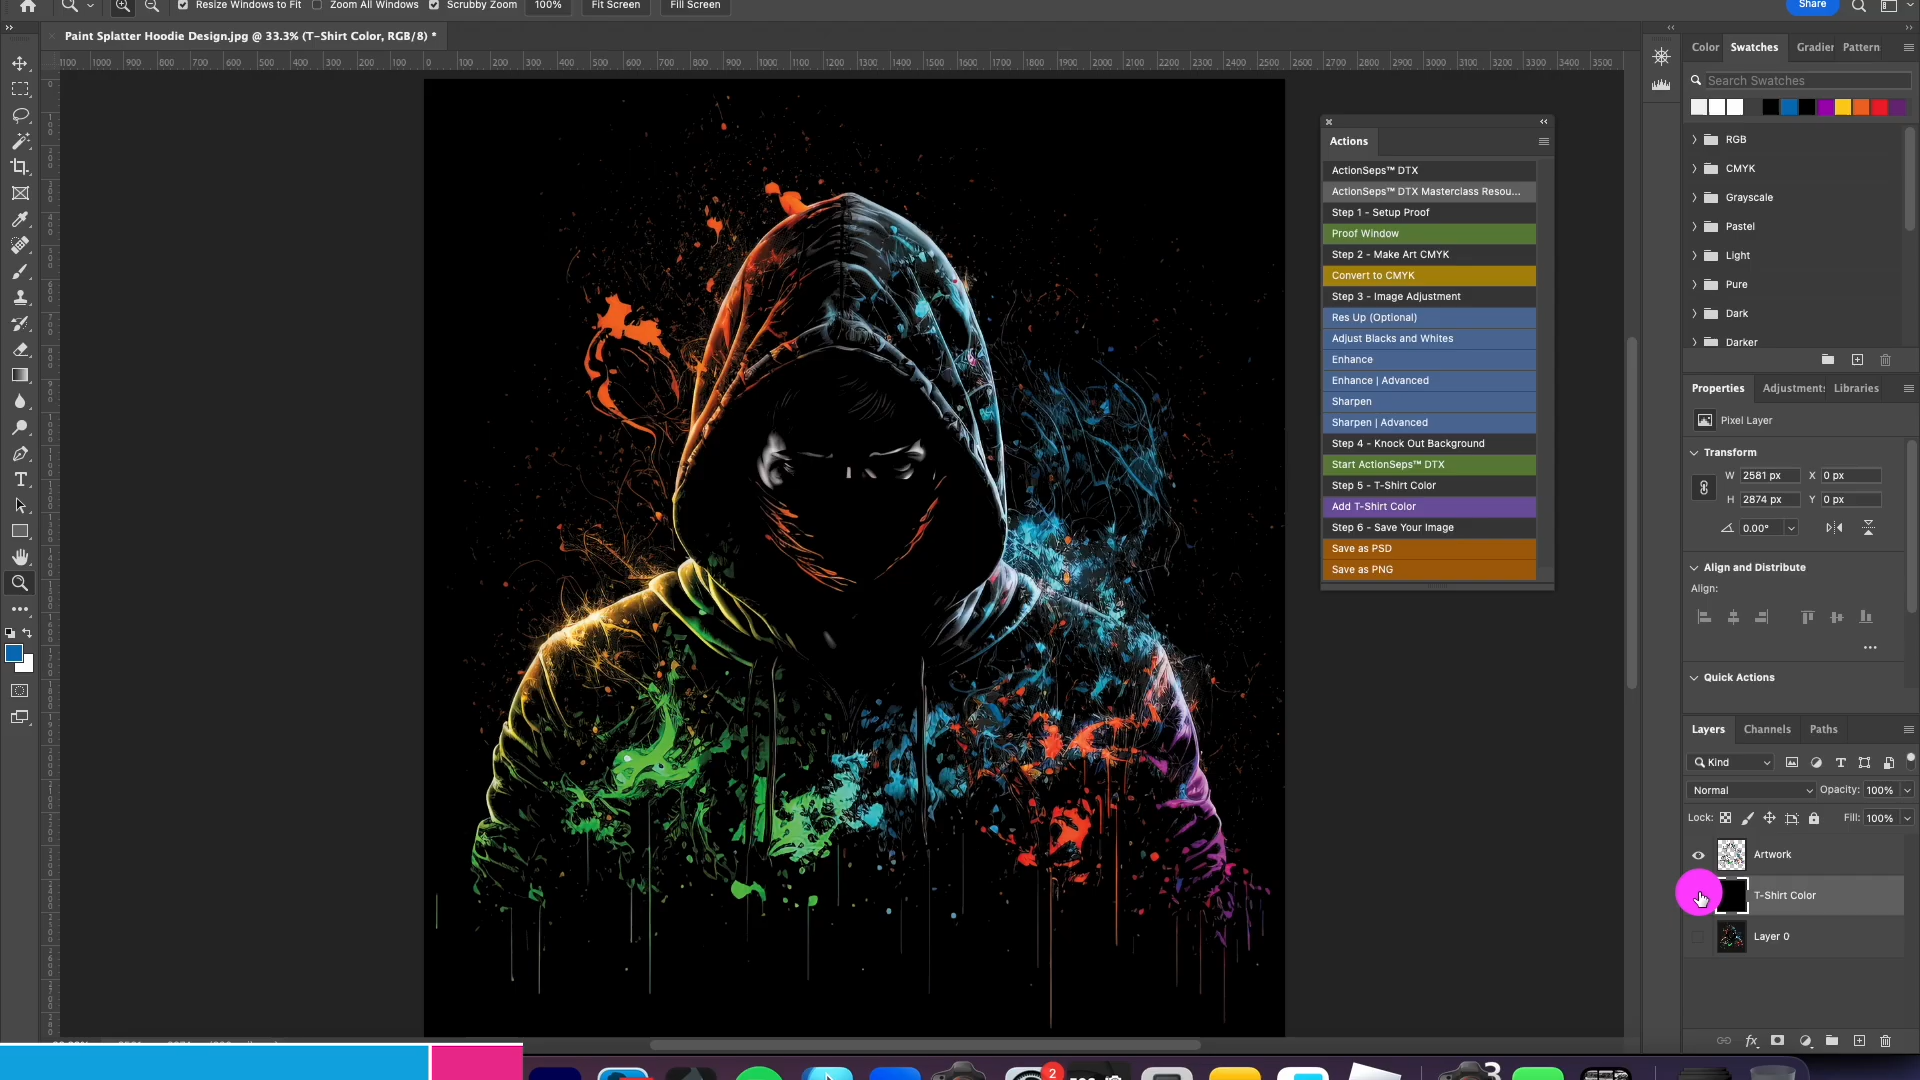 Resize Windows to Fit
Zoom All Windows
Scrubby Zoom
100%
Fit Screen
Fill Screen
Share
Paint Splatter Hoodie Design.jpg @ 33.3% (T-Shirt Color, RGB/8) *
Actions
ActionSeps™ DTX
ActionSeps™ DTX Masterclass Resou...
Step 1 - Setup Proof
Proof Window
Step 2 - Make Art CMYK
Convert to CMYK
Step 3 - Image Adjustment
Res Up (Optional)
Adjust Blacks and Whites
Enhance
Enhance | Advanced
Sharpen
Sharpen | Advanced
Step 4 - Knock Out Background
Start ActionSeps™ DTX
Step 5 - T-Shirt Color
Add T-Shirt Color
Step 6 - Save Your Image
Save as PSD
Save as PNG
Color
Swatches
Gradier
Pattern
Search Swatches
RGB
CMYK
Grayscale
Pastel
Light
Pure
Dark
Darker
Properties
Adjustment:
Libraries
Pixel Layer
Transform
W 2581 px X 0 px
H 2874 px Y 0 px
0.00°
Align and Distribute
Align:
Quick Actions
Layers
Channels
Paths
Kind
Normal
Opacity: 100%
Lock:
Fill: 100%
Artwork
T-Shirt Color
Layer 0
2
3